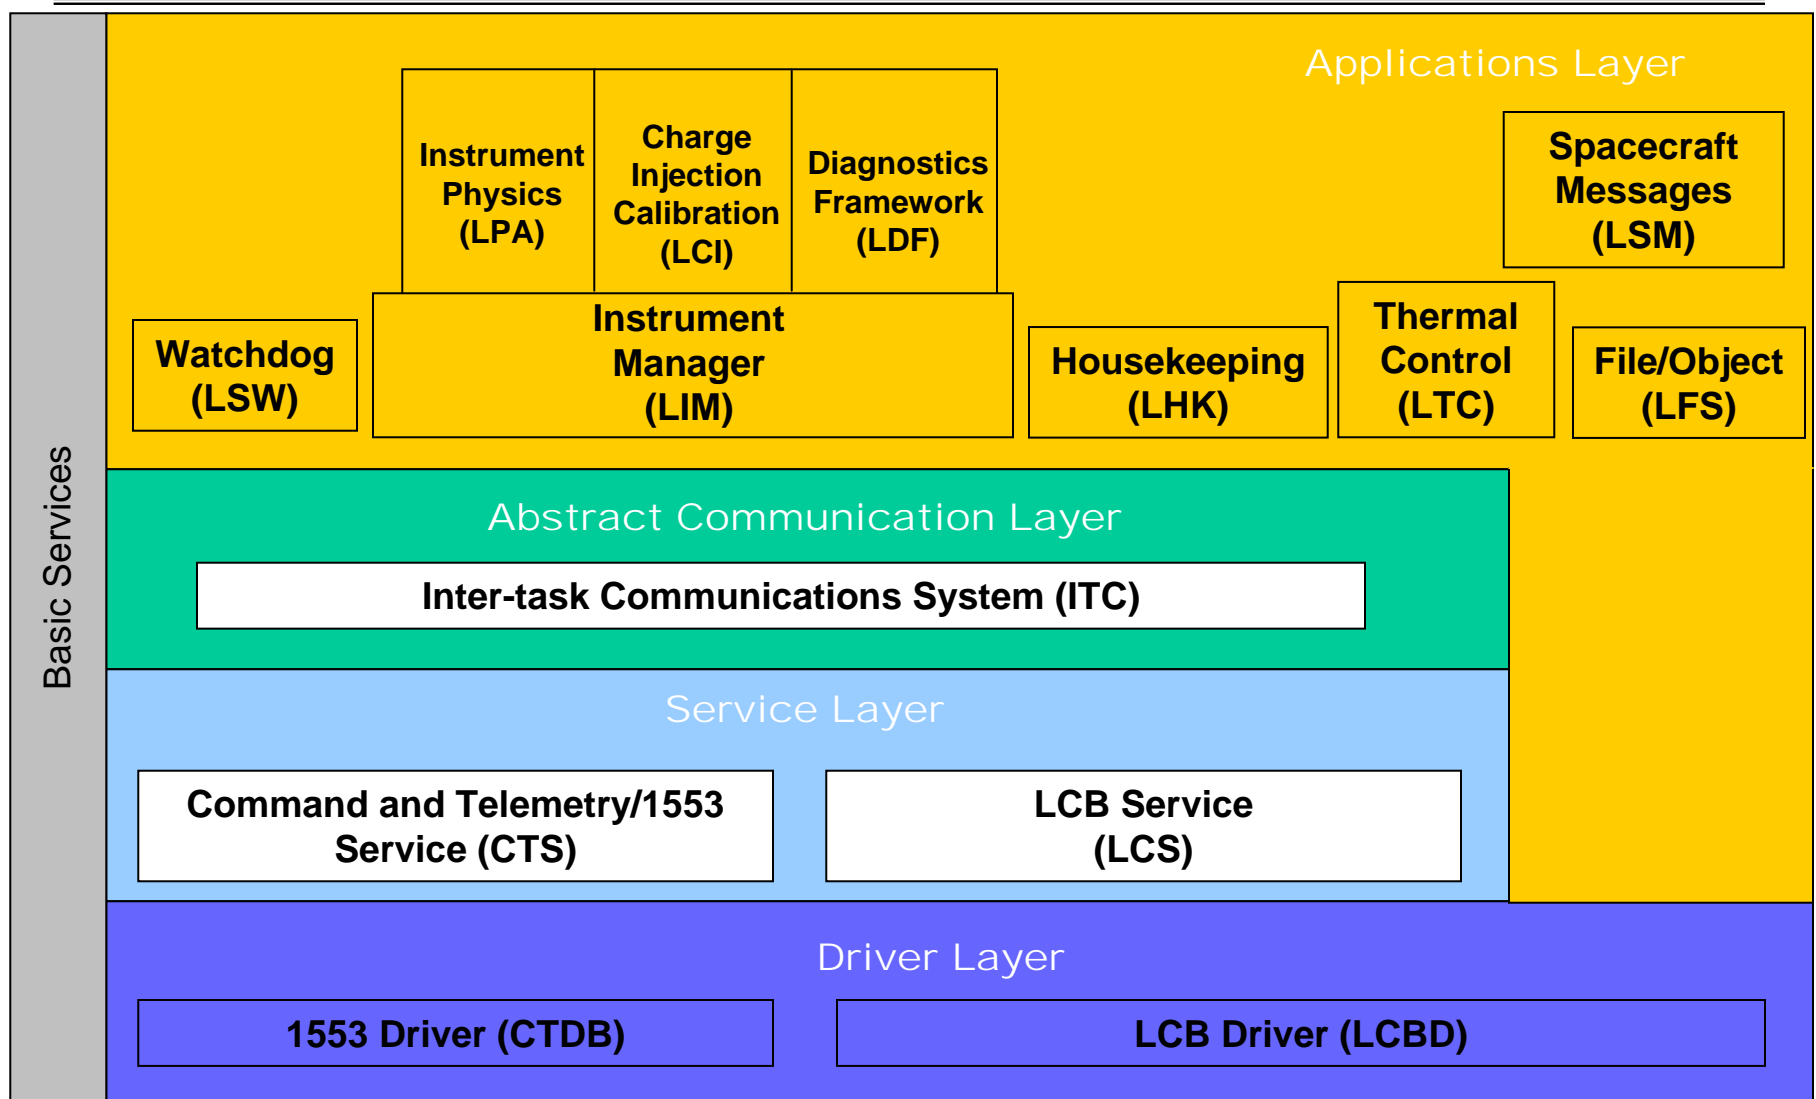 Applications Layer
Instrument
Physics
(LPA)
Charge
Injection
Calibration
(LCI)
Diagnostics
Framework
(LDF)
Spacecraft
Messages
(LSM)
Watchdog
(LSW)
Instrument
Manager
(LIM)
Housekeeping
(LHK)
Thermal
Control
(LTC)
File/Object
(LFS)
Basic Services
Abstract Communication Layer
Inter-task Communications System (ITC)
Service Layer
Command and Telemetry/1553
Service (CTS)
LCB Service
(LCS)
Driver Layer
1553 Driver (CTDB)
LCB Driver (LCBD)